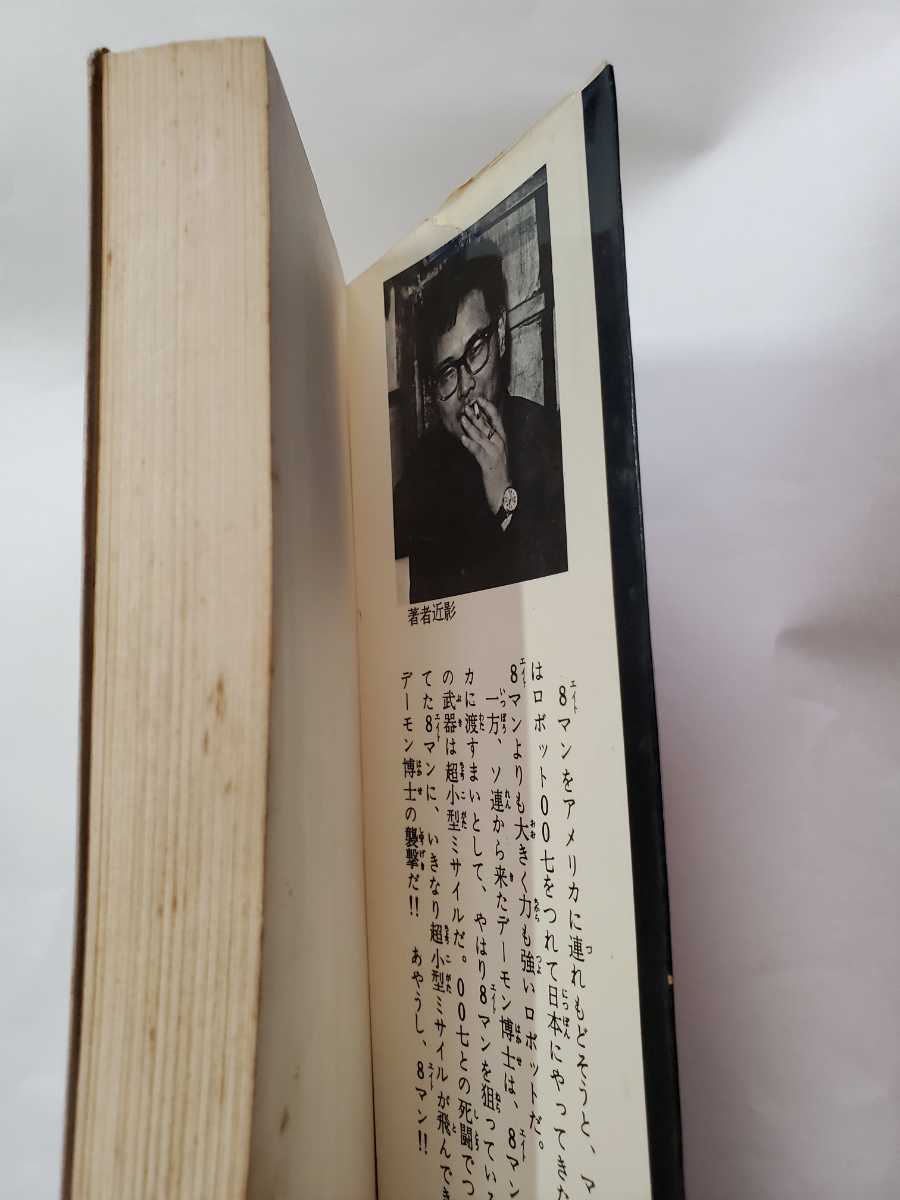 著者近影
8マンをアメリカに連れもどそうと、マ
はロボット00七をつれて日本にやってきた
8マンよりも大きく力も強いロボットだ。
一方、ソ連から来たデーモン博士は、8マン
カに渡すまいとして、やはり8マンを狙っている
の武器は超小型ミサイルだ。00七との死闘でつ
てた8マンに、いきなり超小型ミサイルが飛んでき
デーモン博士の襲撃だ!! あやうし、8マン!!